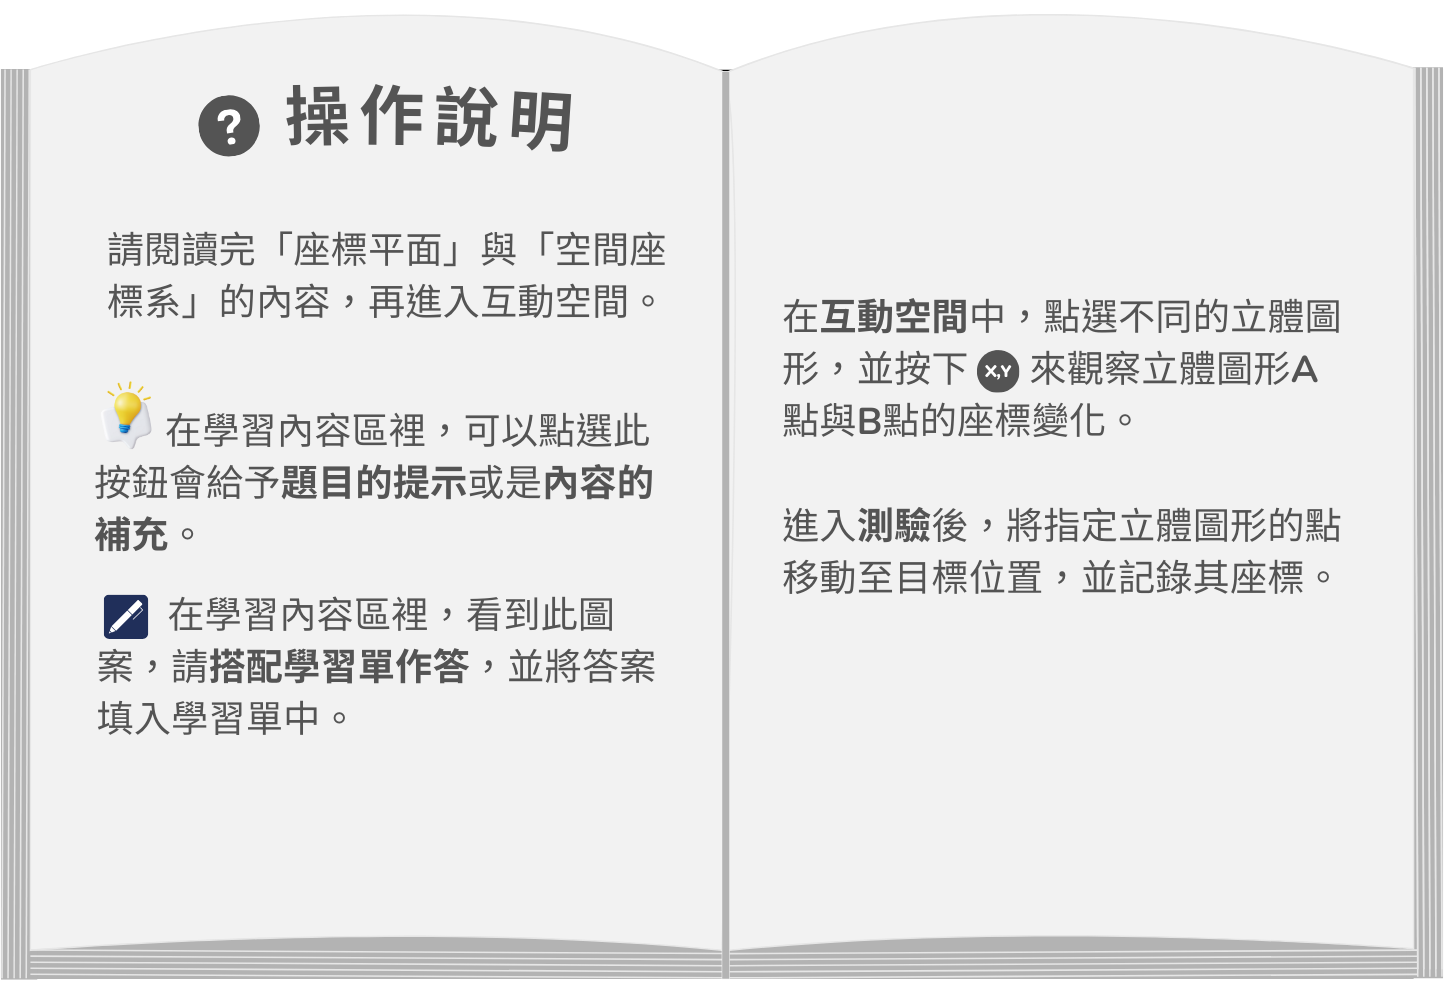 ? 操作說明
請閱讀完「座標平面」與「空間座
標系」的內容，再進入互動空間。
在學習內容區裡，可以點選此
按鈕會給予題目的提示或是內容的
補充。
在學習內容區裡，看到此圖
案，請搭配學習單作答，並將答案
填入學習單中。
在互動空間中，點選不同的立體圖
形，並按下 X,Y 來觀察立體圖形A
點與B點的座標變化。
進入測驗後，將指定立體圖形的點
移動至目標位置，並記錄其座標。